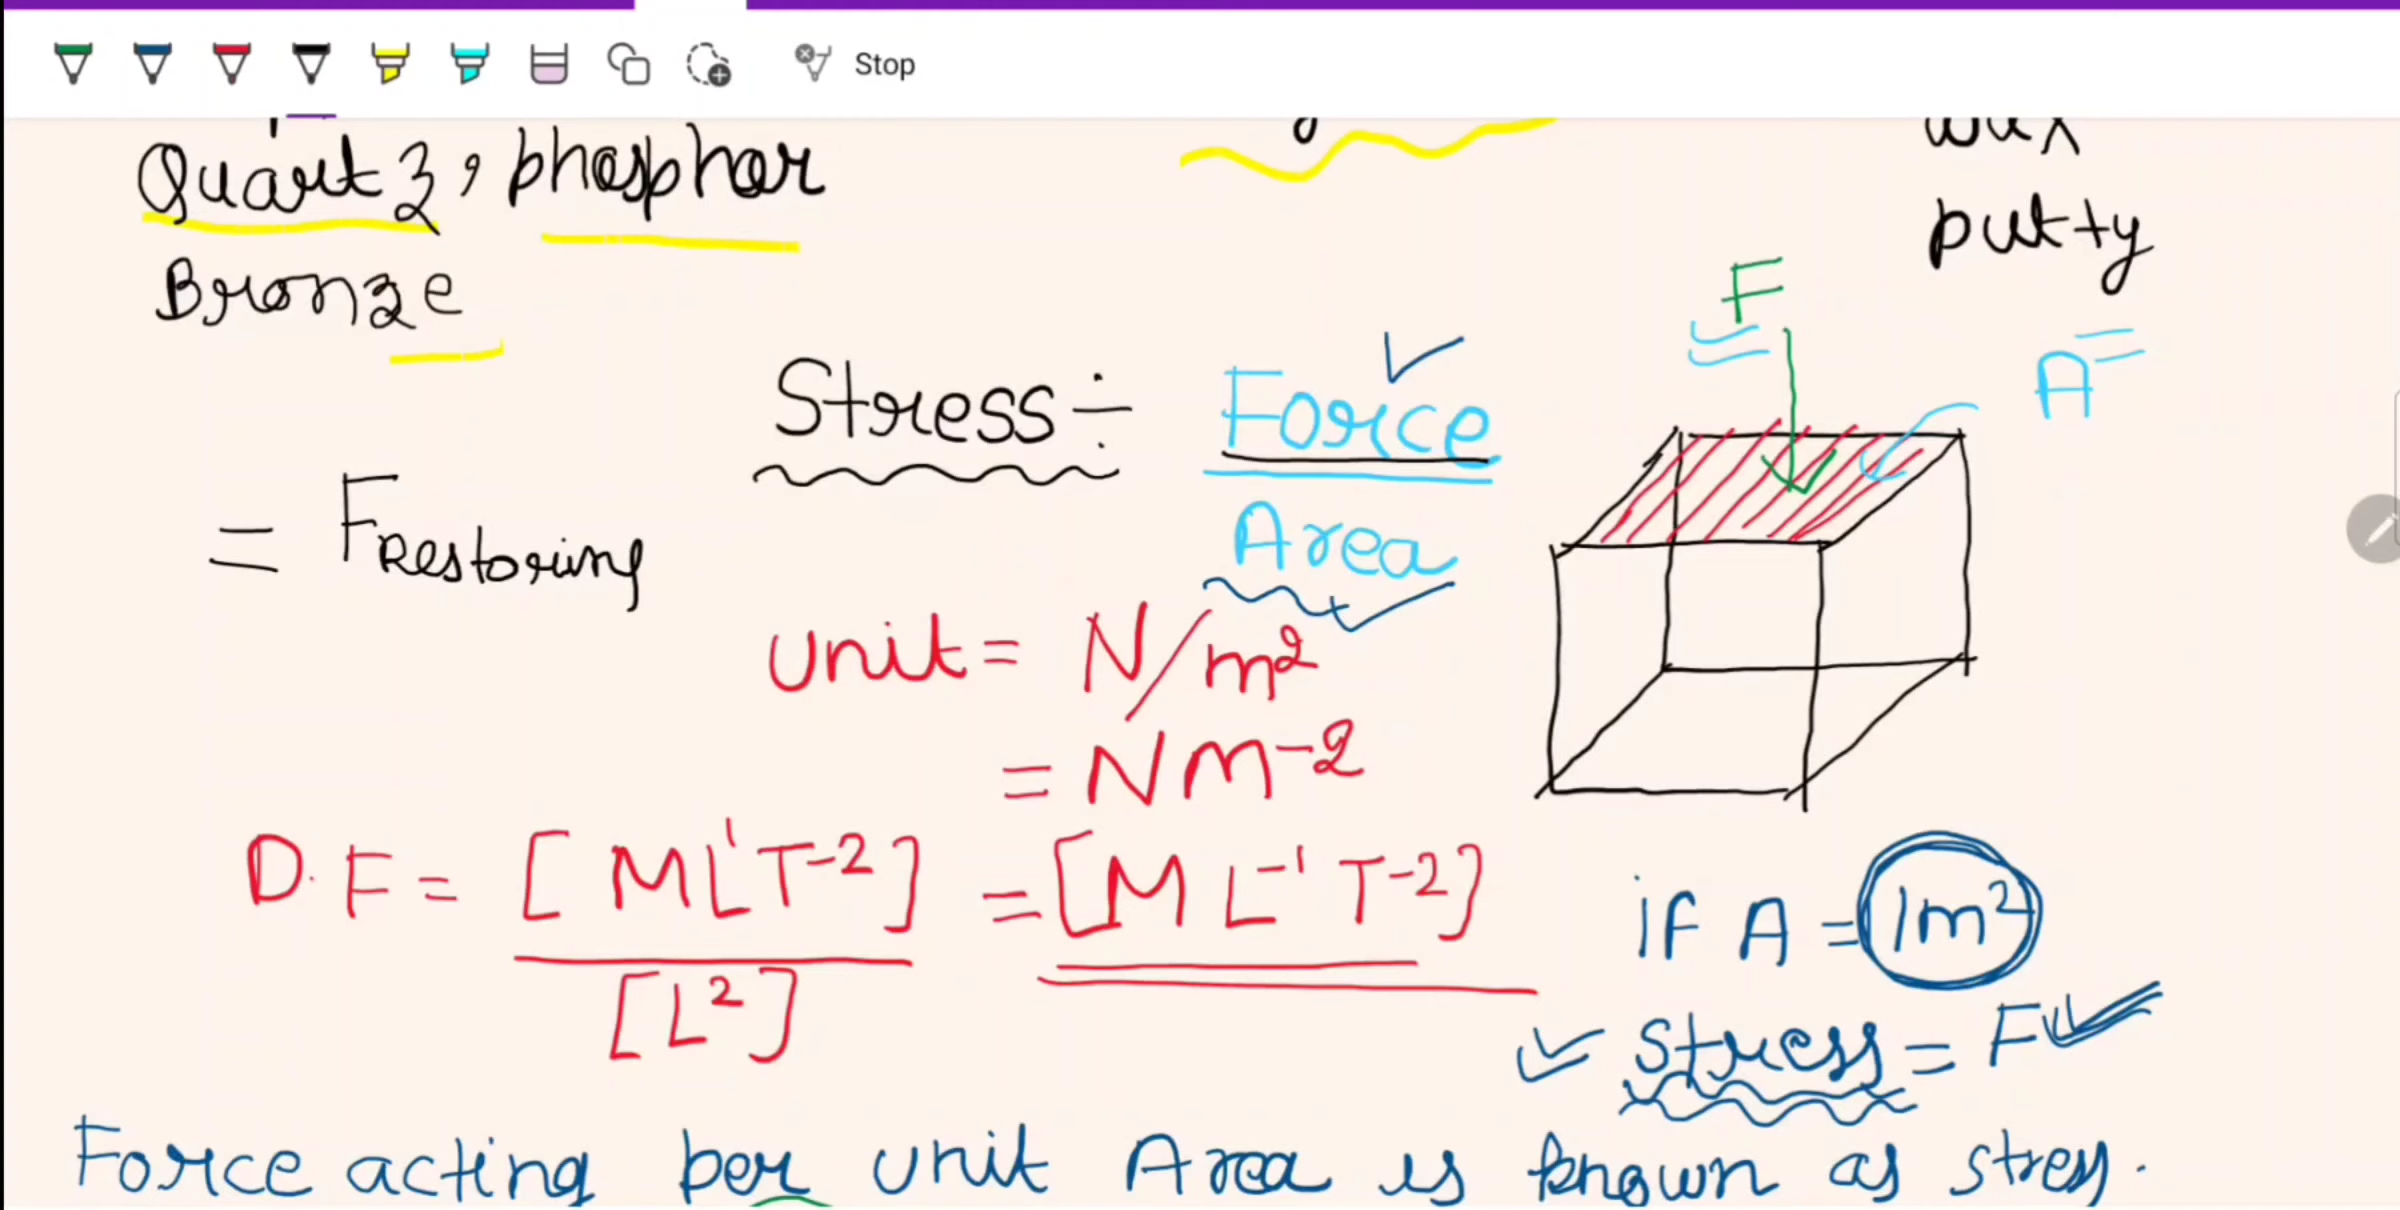 Stop
Quartz, phosphor
Bronze
putty
F
A
Stress ÷ Force
Area
= FRestoring
unit = N/m²
= Nm⁻²
D.F = [ML¹T⁻²] = [ML⁻¹T⁻²]
[L²]
if A = 1m²
stress = F
Force acting per unit Area is known as stress.